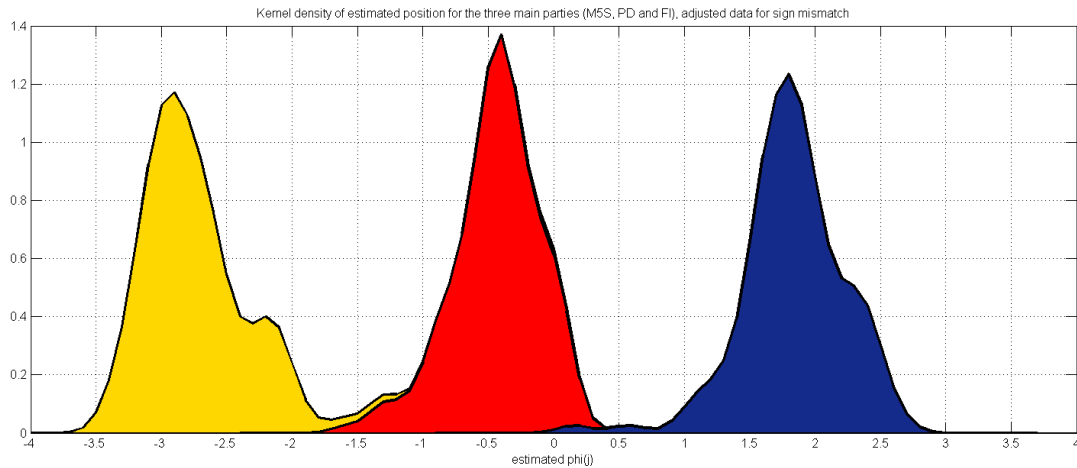 Kernel density of estimated position for the three main parties (M5S, PD and FI), adjusted data for sign mismatch
1.4
1.2
1
0.8
0.6
0.4
0.2
0
-4 -3.5 -3 -2.5 -2 -1.5 -1 -0.5 0 0.5 1 1.5 2 2.5 3 3.5 4
estimated phi(j)